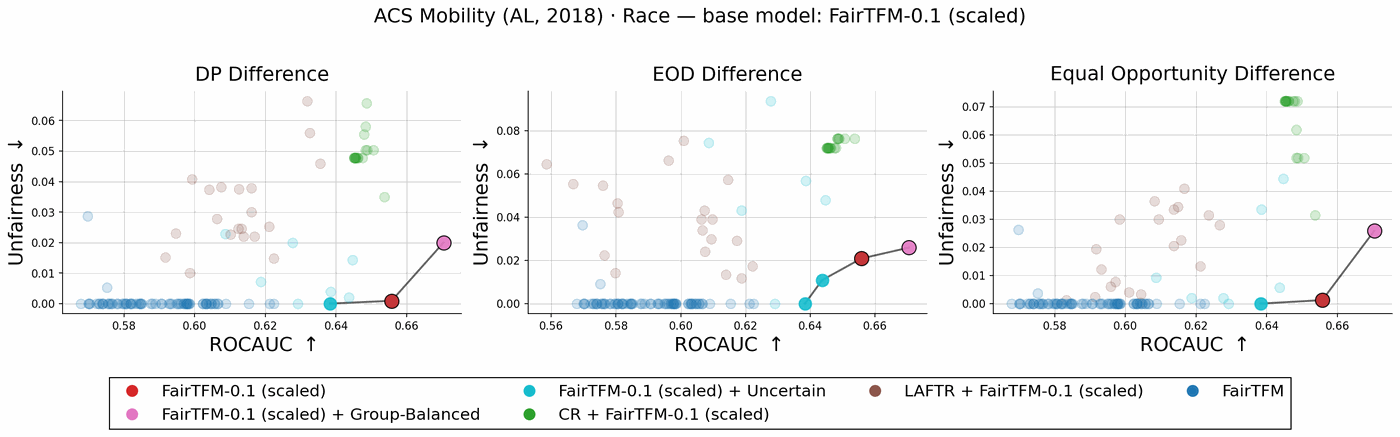 ACS Mobility (AL, 2018) · Race — base model: FairTFM-0.1 (scaled)
DP Difference
Unfairness ↓
0.06
0.05
0.04
0.03
0.02
0.01
0.00
0.58 0.60 0.62 0.64 0.66
ROCAUC ↑
EOD Difference
Unfairness ↓
0.08
0.06
0.04
0.02
0.00
0.56 0.58 0.60 0.62 0.64 0.66
ROCAUC ↑
Equal Opportunity Difference
Unfairness ↓
0.07
0.06
0.05
0.04
0.03
0.02
0.01
0.00
0.58 0.60 0.62 0.64 0.66
ROCAUC ↑
FairTFM-0.1 (scaled)
FairTFM-0.1 (scaled) + Group-Balanced
FairTFM-0.1 (scaled) + Uncertain
CR + FairTFM-0.1 (scaled)
LAFTR + FairTFM-0.1 (scaled)
FairTFM